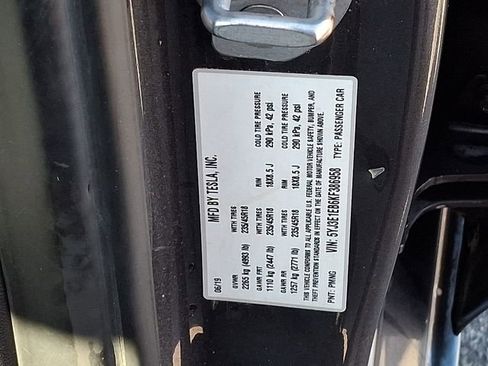 MFD BY TESLA, INC.
06/19
GVWR
2265 kg (4993 lb)
GAWR FRT WITH TIRES RIM COLD TIRE PRESSURE
1110 kg (2447 lb) 235/45R18 18X8.5 J 290 kPa, 42 psi
GAWR RR WITH TIRES RIM COLD TIRE PRESSURE
1257 kg (2771 lb) 235/45R18 18X8.5 J 290 kPa, 42 psi
THIS VEHICLE CONFORMS TO ALL APPLICABLE U.S. FEDERAL MOTOR VEHICLE SAFETY, BUMPER, AND
THEFT PREVENTION STANDARDS IN EFFECT ON THE DATE OF MANUFACTURE SHOWN ABOVE.
PNT: PMNG VIN: 5YJ3E1EB6KF386958 TYPE: PASSENGER CAR